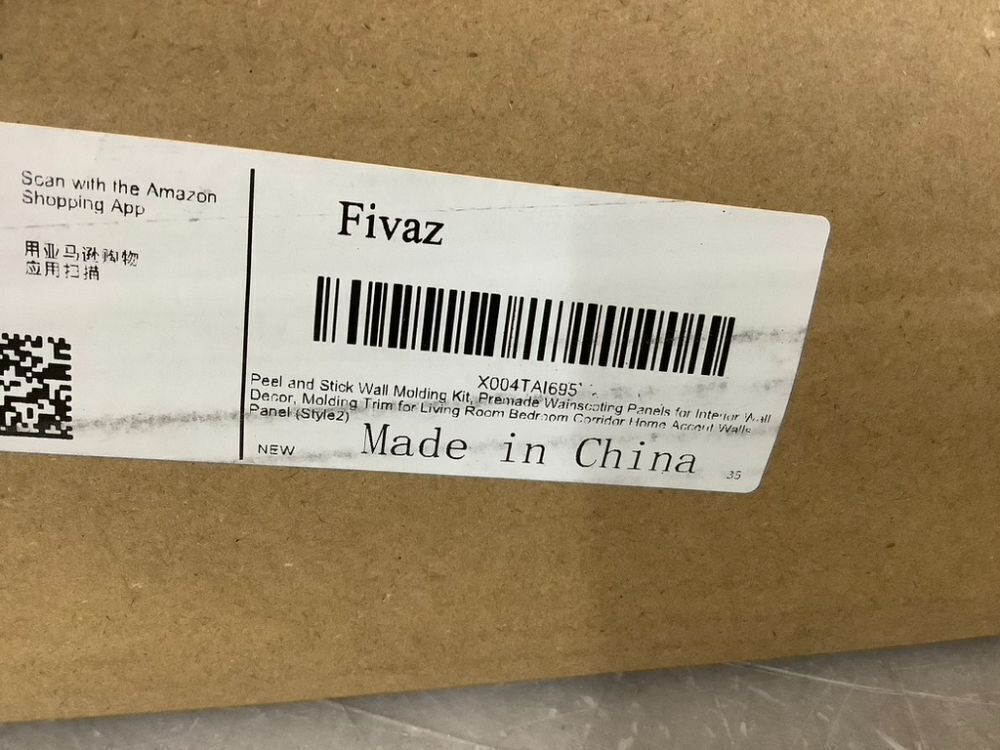 Scan with the Amazon
Shopping App
用亚马逊购物
应用扫描
Fivaz
X004TAI695
Peel and Stick Wall Molding Kit, Premade Wainscoting Panels for Interior Wall
Decor, Molding Trim for Living Room Bedroom Corridor Home Accent Walls
Panel (Style2)
NEW
Made in China
35